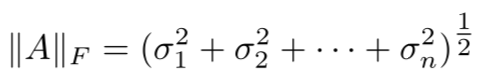 ‖A‖_F = (σ_1^2 + σ_2^2 + ⋯ + σ_n^2)^{1/2}